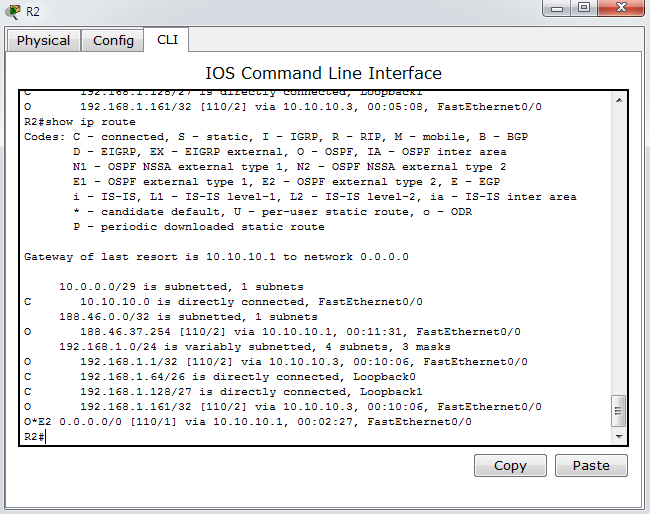 R2
Physical Config CLI
IOS Command Line Interface
C       192.168.1.128/27 is directly connected, Loopback1
O       192.168.1.161/32 [110/2] via 10.10.10.3, 00:05:08, FastEthernet0/0
R2#show ip route
Codes: C - connected, S - static, I - IGRP, R - RIP, M - mobile, B - BGP
       D - EIGRP, EX - EIGRP external, O - OSPF, IA - OSPF inter area
       N1 - OSPF NSSA external type 1, N2 - OSPF NSSA external type 2
       E1 - OSPF external type 1, E2 - OSPF external type 2, E - EGP
       i - IS-IS, L1 - IS-IS level-1, L2 - IS-IS level-2, ia - IS-IS inter area
       * - candidate default, U - per-user static route, o - ODR
       P - periodic downloaded static route
Gateway of last resort is 10.10.10.1 to network 0.0.0.0
     10.0.0.0/29 is subnetted, 1 subnets
C       10.10.10.0 is directly connected, FastEthernet0/0
     188.46.0.0/32 is subnetted, 1 subnets
O       188.46.37.254 [110/2] via 10.10.10.1, 00:11:31, FastEthernet0/0
     192.168.1.0/24 is variably subnetted, 4 subnets, 3 masks
O       192.168.1.1/32 [110/2] via 10.10.10.3, 00:10:06, FastEthernet0/0
C       192.168.1.64/26 is directly connected, Loopback0
C       192.168.1.128/27 is directly connected, Loopback1
O       192.168.1.161/32 [110/2] via 10.10.10.3, 00:10:06, FastEthernet0/0
O*E2 0.0.0.0/0 [110/1] via 10.10.10.1, 00:02:27, FastEthernet0/0
R2#
Copy Paste